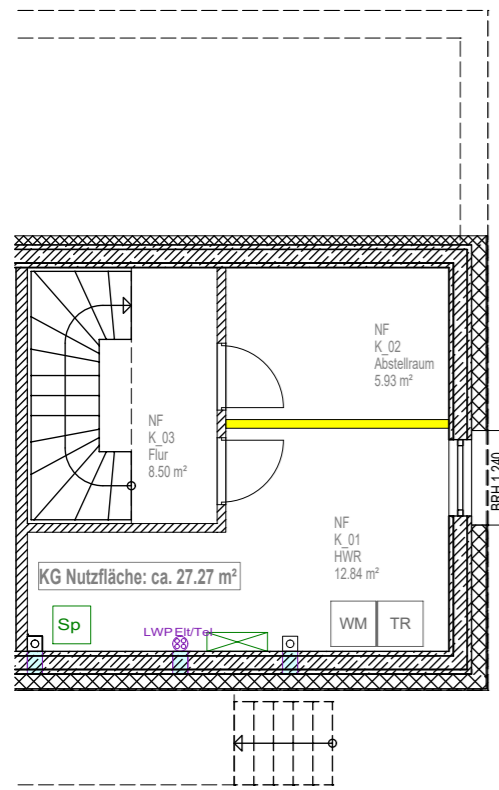 NF
K_02
Abstellraum
5.93 m²
NF
K_03
Flur
8.50 m²
BRH 1.240
NF
K_01
HWR
12.84 m²
KG Nutzfläche: ca. 27.27 m²
Sp
LWP Elt/Tel
WM
TR